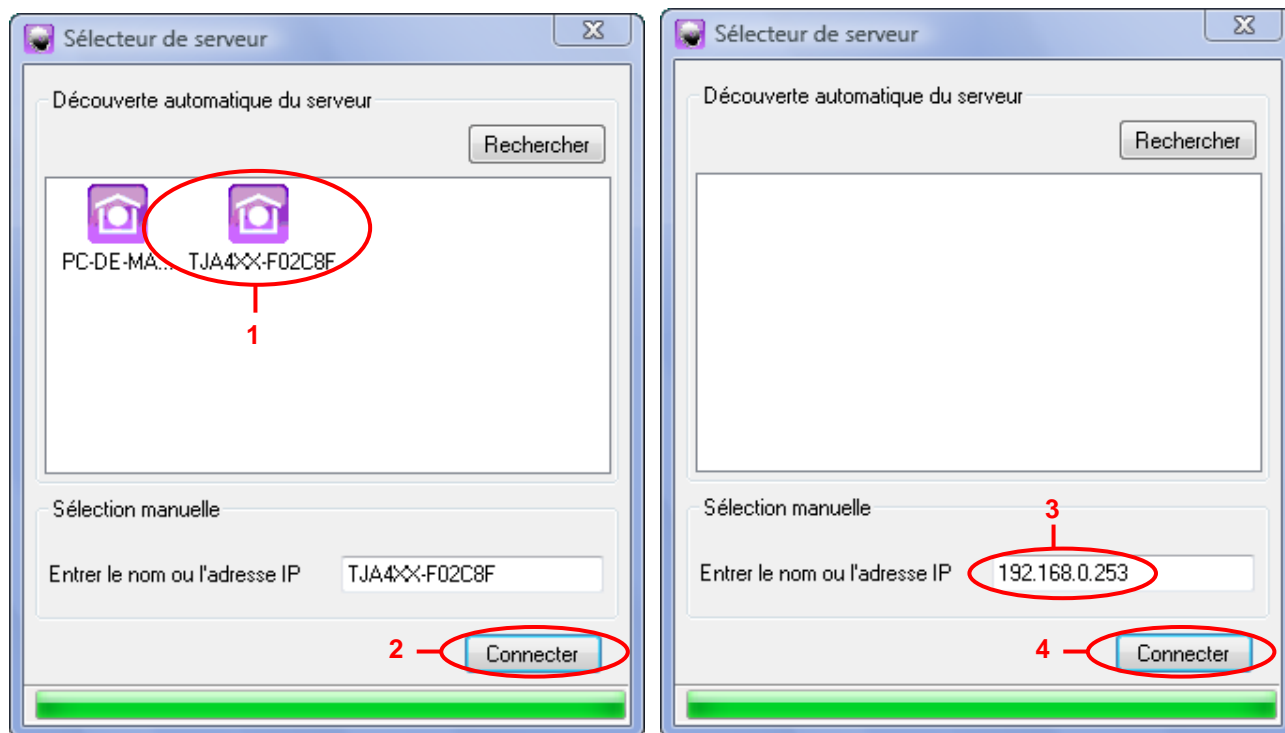 Sélecteur de serveur
Découverte automatique du serveur
Rechercher
PC-DE-MA... TJA4XX-F02C8F
1
Sélection manuelle
Entrer le nom ou l'adresse IP TJA4XX-F02C8F
2 Connecter
Sélecteur de serveur
Découverte automatique du serveur
Rechercher
Sélection manuelle
3
Entrer le nom ou l'adresse IP 192.168.0.253
4 Connecter